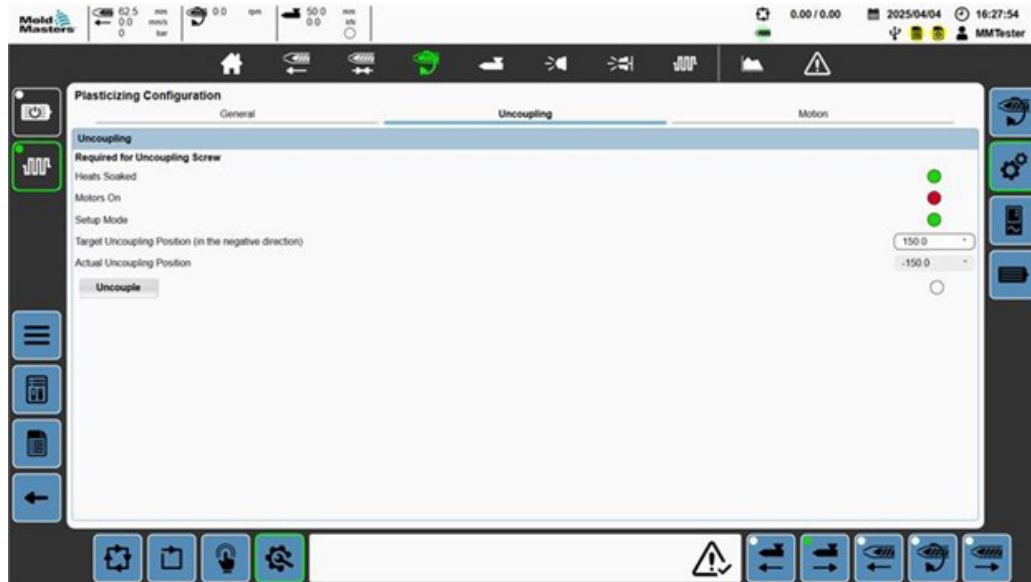 Mold Masters
62.5 mm
0.0 mm/s
0 bar
0.0 rpm
50.0 mm
0.0 kN
0.00 / 0.00
2025/04/04
16:27:54
MMTester
Plasticizing Configuration
General
Uncoupling
Motion
Uncoupling
Required for Uncoupling Screw
Heats Soaked
Motors On
Setup Mode
Target Uncoupling Position (in the negative direction) 150.0 °
Actual Uncoupling Position -150.0 °
Uncouple